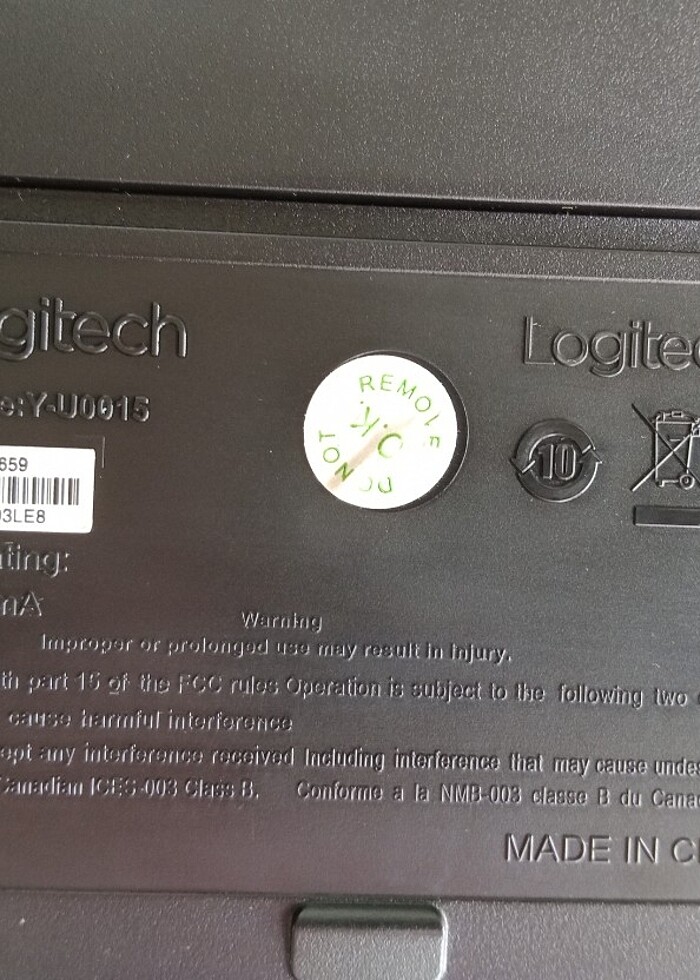 ogitech
Logitec
e:Y-U0015
DO NOT REMOVE
O.K.
10
659
03LE8
ting:
mA
Warning
Improper or prolonged use may result in injury.
th part 15 of the FCC rules Operation is subject to the following two
cause harmful interference
ept any interference received Including interference that may cause undes
Canadian ICES-003 Class B. Conforme a la NMB-003 classe B du Cana
MADE IN C